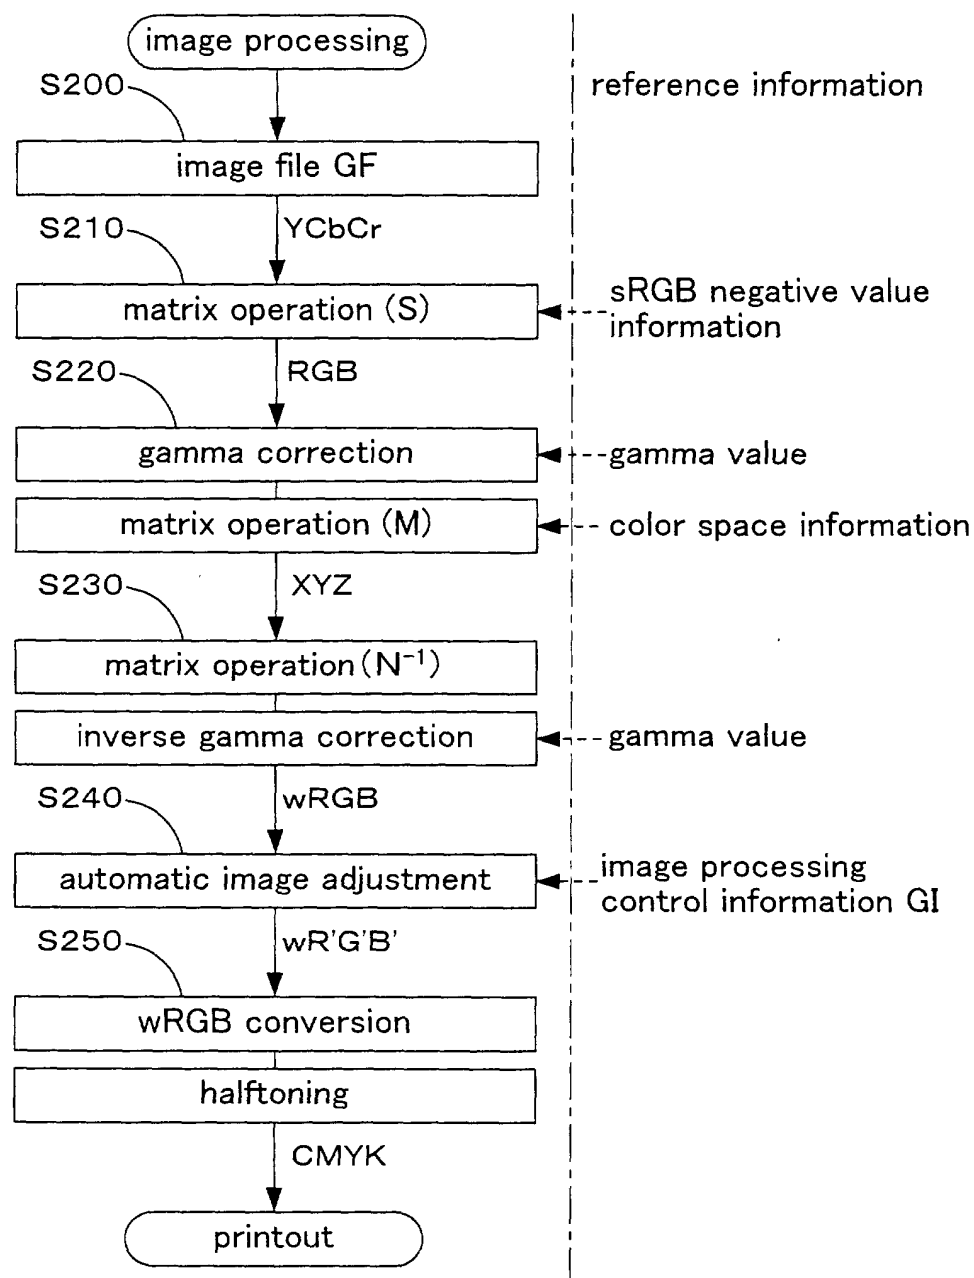 image processing
reference information
S200
image file GF
YCbCr
S210
matrix operation (S)
sRGB negative value
information
RGB
S220
gamma correction
gamma value
matrix operation (M)
color space information
XYZ
S230
matrix operation (N⁻¹)
inverse gamma correction
gamma value
wRGB
S240
automatic image adjustment
image processing
control information GI
wR'G'B'
S250
wRGB conversion
halftoning
CMYK
printout